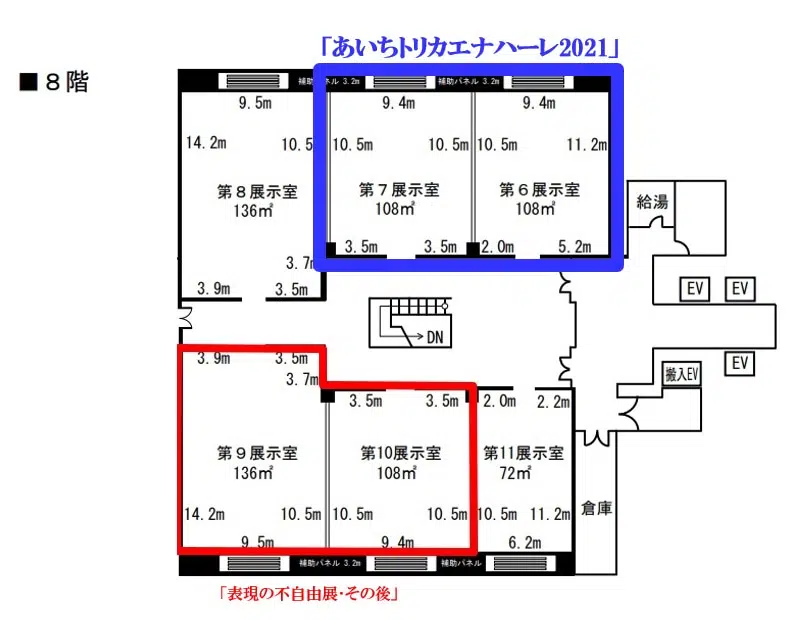 「あいちトリカエナハーレ2021」
■８階
補助パネル 3.2m
補助パネル 3.2m
9.5m
9.4m
9.4m
14.2m
10.5
10.5m
10.5m
10.5m
11.2m
第８展示室
136㎡
第７展示室
108㎡
第６展示室
108㎡
給湯
3.5m
3.5m
2.0m
5.2m
3.7m
3.9m
3.5m
EV
EV
DN
EV
搬入EV
3.9m
3.5m
3.7m
3.5m
3.5m
2.0m
2.2m
第９展示室
136㎡
第10展示室
108㎡
第11展示室
72㎡
14.2m
10.5m
10.5m
10.5m
10.5m
11.2m
倉庫
9.5m
9.4m
6.2m
補助パネル 3.2m
補助パネル
「表現の不自由展・その後」